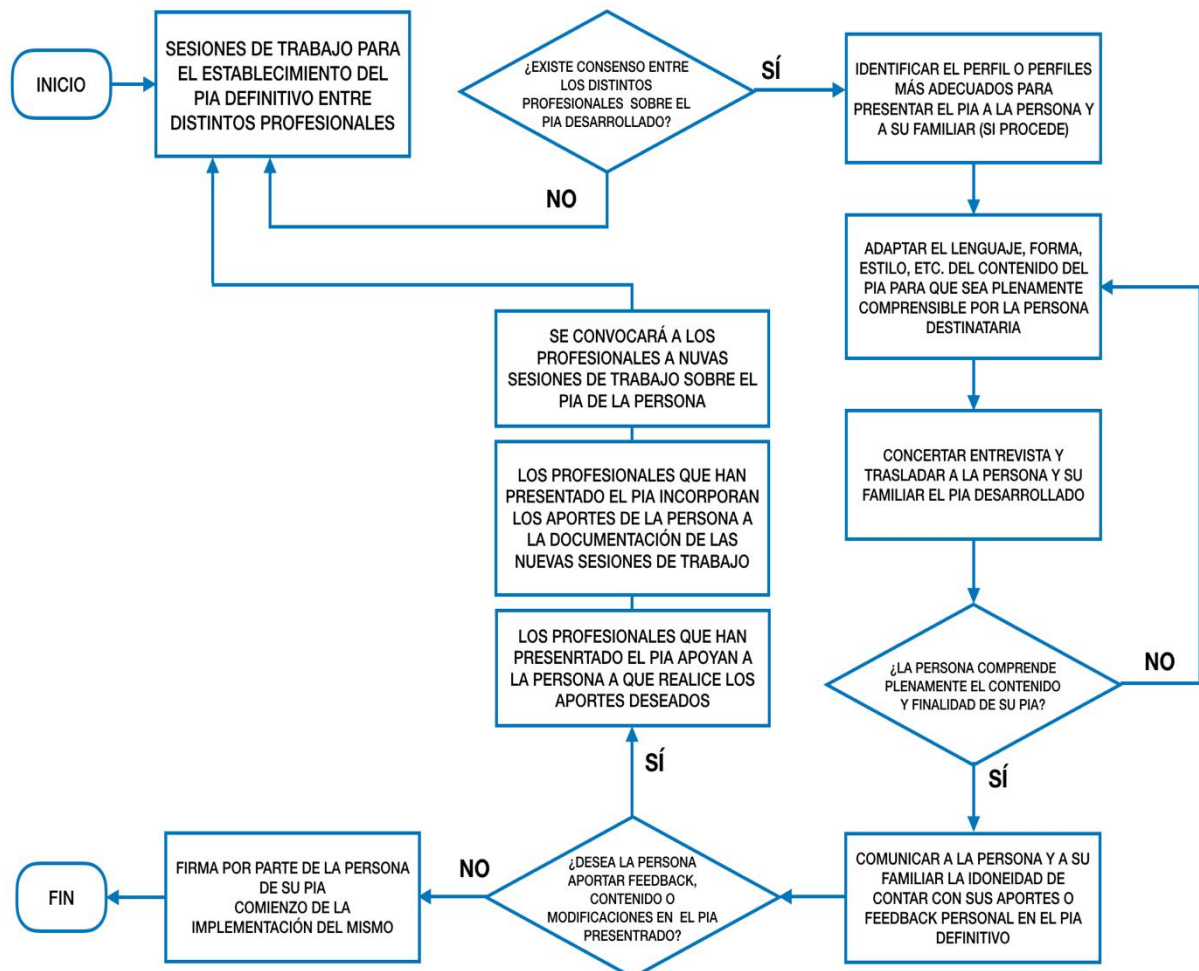 INICIO
SESIONES DE TRABAJO PARA
EL ESTABLECIMIENTO DEL
PIA DEFINITIVO ENTRE
DISTINTOS PROFESIONALES
¿EXISTE CONSENSO ENTRE
LOS DISTINTOS
PROFESIONALES SOBRE EL
PIA DESARROLLADO?
SÍ
NO
IDENTIFICAR EL PERFIL O PERFILES
MÁS ADECUADOS PARA
PRESENTAR EL PIA A LA PERSONA Y
A SU FAMILIAR (SI PROCEDE)
ADAPTAR EL LENGUAJE, FORMA,
ESTILO, ETC. DEL CONTENIDO DEL
PIA PARA QUE SEA PLENAMENTE
COMPRENSIBLE POR LA PERSONA
DESTINATARIA
CONCERTAR ENTREVISTA Y
TRASLADAR A LA PERSONA Y SU
FAMILIAR EL PIA DESARROLLADO
¿LA PERSONA COMPRENDE
PLENAMENTE EL CONTENIDO
Y FINALIDAD DE SU PIA?
NO
SÍ
COMUNICAR A LA PERSONA Y A SU
FAMILIAR LA IDONEIDAD DE
CONTAR CON SUS APORTES O
FEEDBACK PERSONAL EN EL PIA
DEFINITIVO
¿DESEA LA PERSONA
APORTAR FEEDBACK,
CONTENIDO O
MODIFICACIONES EN EL PIA
PRESENTRADO?
SÍ
LOS PROFESIONALES QUE HAN
PRESENRTADO EL PIA APOYAN A
LA PERSONA A QUE REALICE LOS
APORTES DESEADOS
LOS PROFESIONALES QUE HAN
PRESENTADO EL PIA INCORPORAN
LOS APORTES DE LA PERSONA A
LA DOCUMENTACIÓN DE LAS
NUEVAS SESIONES DE TRABAJO
SE CONVOCARÁ A LOS
PROFESIONALES A NUVAS
SESIONES DE TRABAJO SOBRE EL
PIA DE LA PERSONA
NO
FIRMA POR PARTE DE LA PERSONA
DE SU PIA
COMIENZO DE LA
IMPLEMENTACIÓN DEL MISMO
FIN